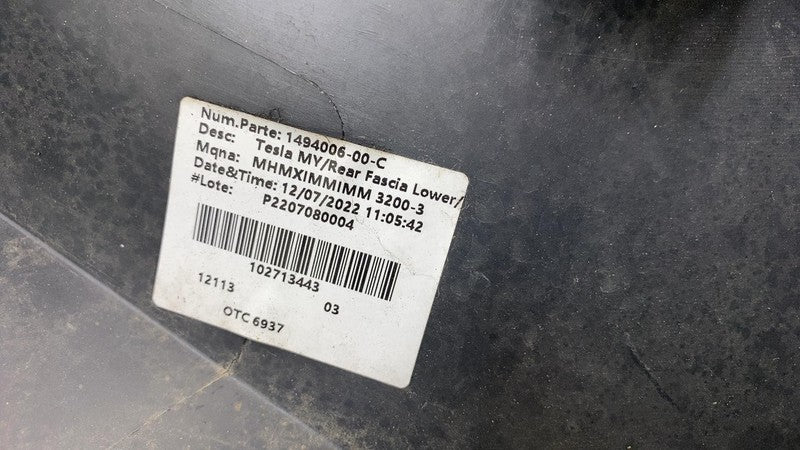 Num.Parte: 1494006-00-C
Desc: Tesla MY/Rear Fascia Lower/
Mqna: MHMXIMMIMM 3200-3
Date&Time: 12/07/2022 11:05:42
#Lote: P2207080004
102713443
12113 03
OTC 6937